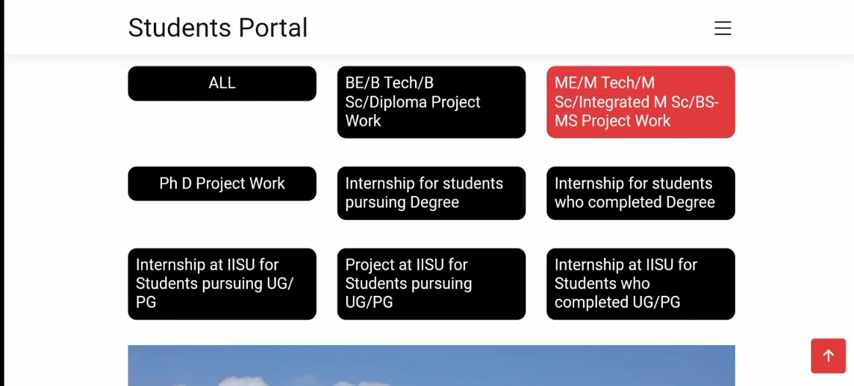 Students Portal
ALL
BE/B Tech/B
Sc/Diploma Project
Work
ME/M Tech/M
Sc/Integrated M Sc/BS-
MS Project Work
Ph D Project Work
Internship for students
pursuing Degree
Internship for students
who completed Degree
Internship at IISU for
Students pursuing UG/
PG
Project at IISU for
Students pursuing
UG/PG
Internship at IISU for
Students who
completed UG/PG